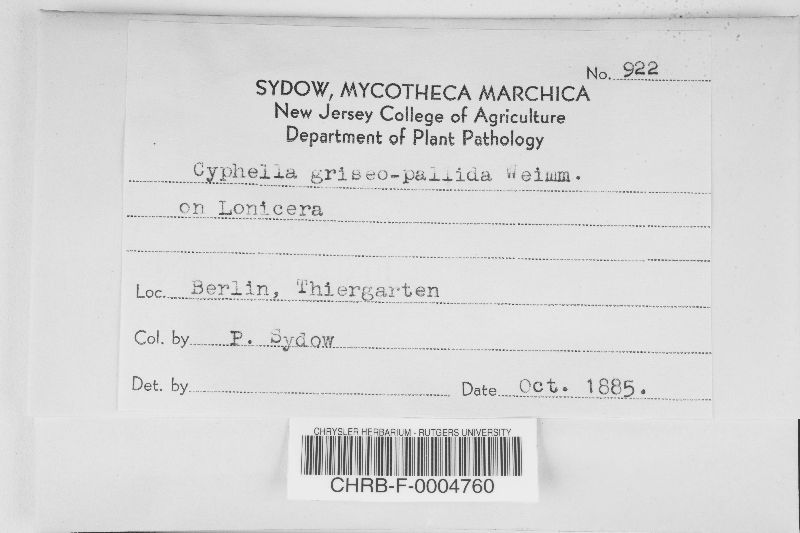 No. 922
SYDOW, MYCOTHECA MARCHICA
New Jersey College of Agriculture
Department of Plant Pathology
Cyphella griseo-pallida Weinm.
on Lonicera
Loc. Berlin, Thiergarten
Col. by P. Sydow
Det. by Date Oct. 1885.
CHRYSLER HERBARIUM - RUTGERS UNIVERSITY
CHRB-F-0004760